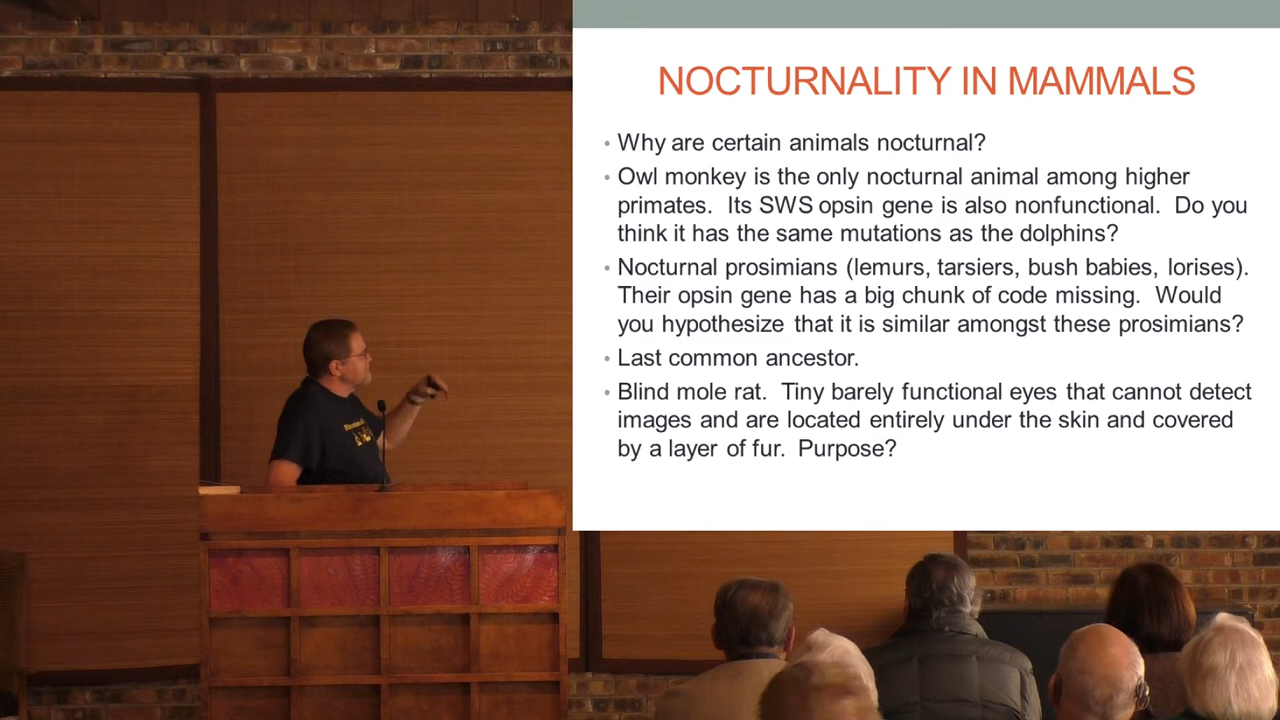 NOCTURNALITY IN MAMMALS
• Why are certain animals nocturnal?
• Owl monkey is the only nocturnal animal among higher
primates. Its SWS opsin gene is also nonfunctional. Do you
think it has the same mutations as the dolphins?
• Nocturnal prosimians (lemurs, tarsiers, bush babies, lorises).
Their opsin gene has a big chunk of code missing. Would
you hypothesize that it is similar amongst these prosimians?
• Last common ancestor.
• Blind mole rat. Tiny barely functional eyes that cannot detect
images and are located entirely under the skin and covered
by a layer of fur. Purpose?